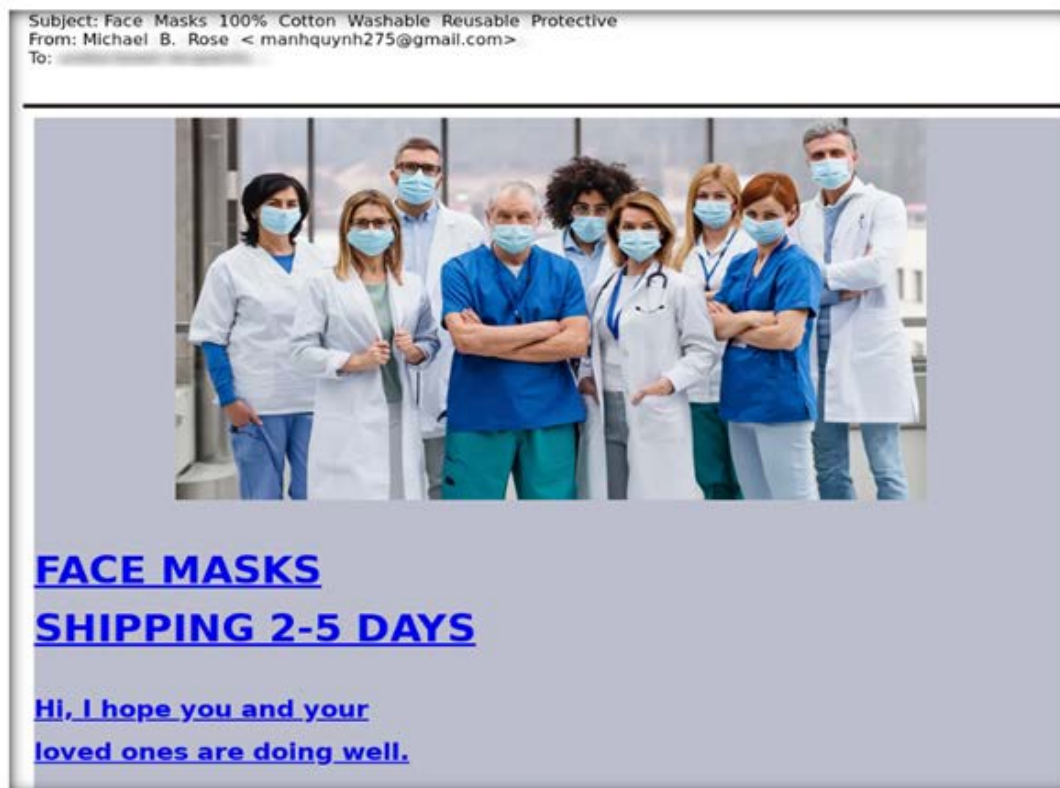 Subject: Face Masks 100% Cotton Washable Reusable Protective
From: Michael B. Rose < manhquynh275@gmail.com>
To:
FACE MASKS
SHIPPING 2-5 DAYS
Hi, I hope you and your
loved ones are doing well.